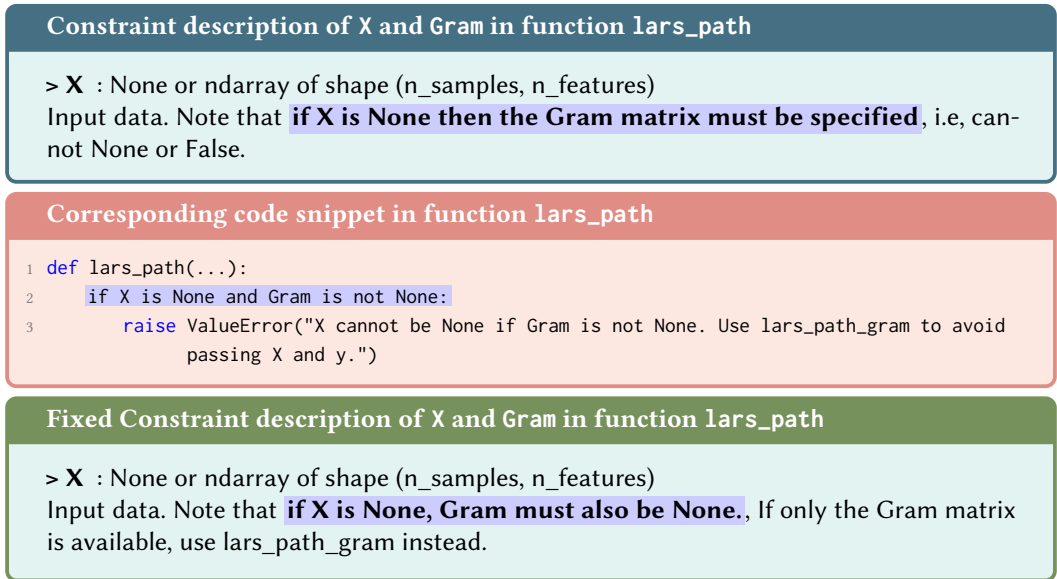 Constraint description of X and Gram in function lars_path
> X : None or ndarray of shape (n_samples, n_features)
Input data. Note that if X is None then the Gram matrix must be specified, i.e, can-
not None or False.
Corresponding code snippet in function lars_path
1 def lars_path(...):
2 if X is None and Gram is not None:
3 raise ValueError("X cannot be None if Gram is not None. Use lars_path_gram to avoid
passing X and y.")
Fixed Constraint description of X and Gram in function lars_path
> X : None or ndarray of shape (n_samples, n_features)
Input data. Note that if X is None, Gram must also be None., If only the Gram matrix
is available, use lars_path_gram instead.